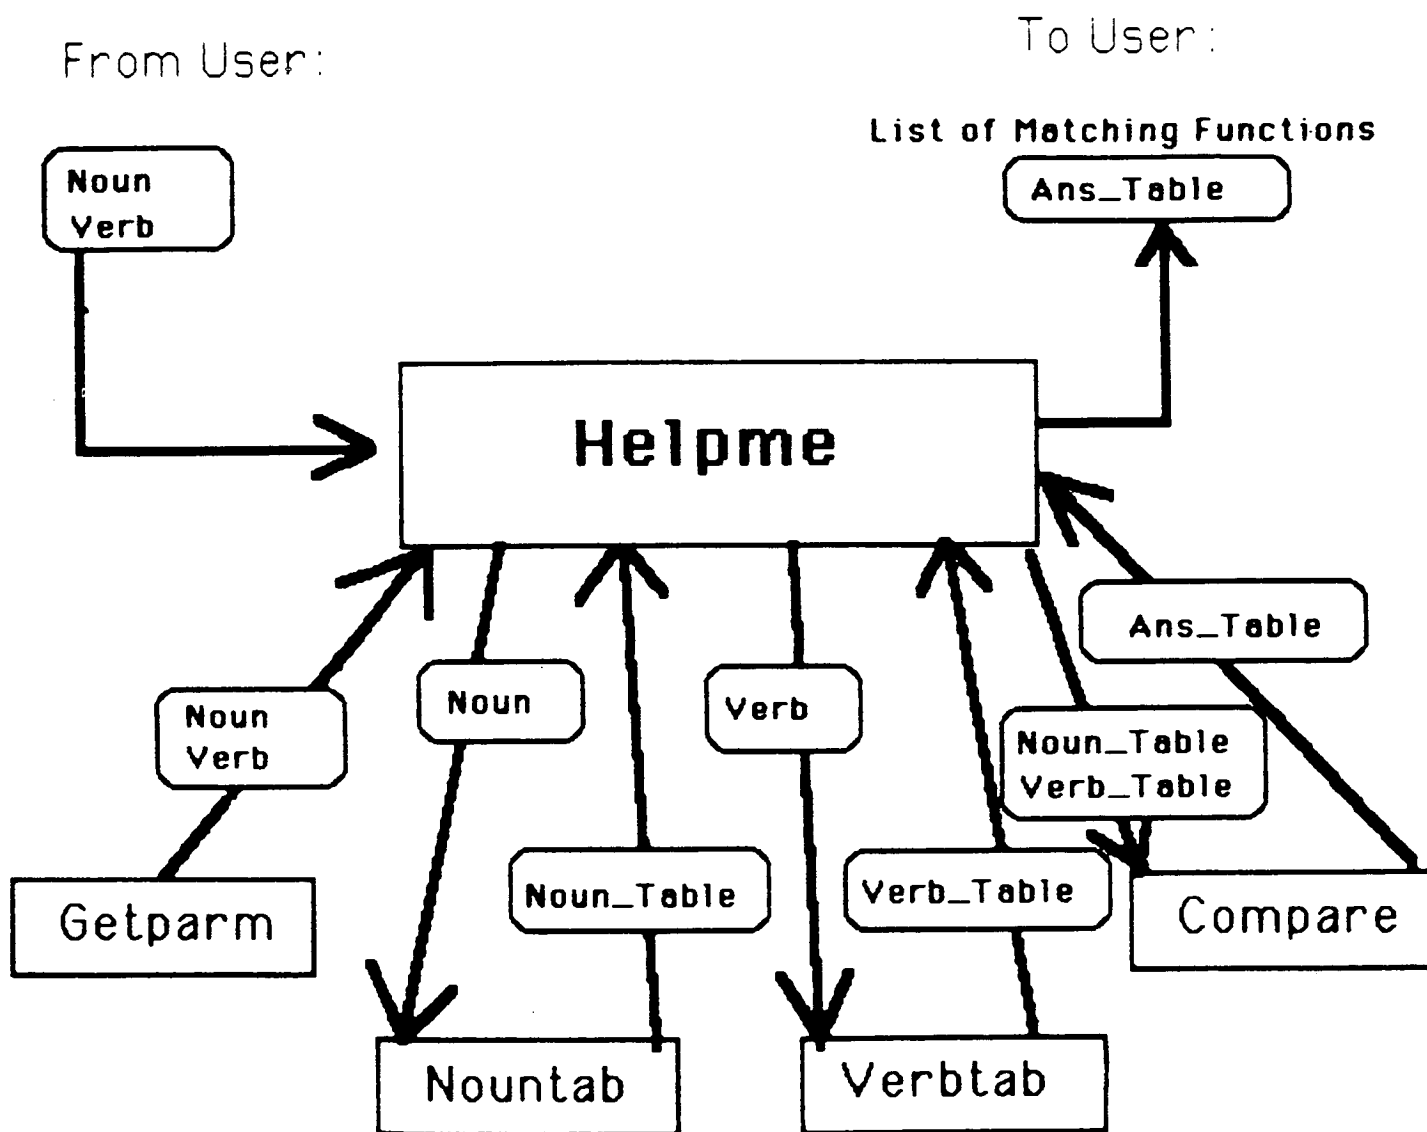 From User:
To User:
List of Matching Functions
Noun
Verb
Ans_Table
Helpme
Ans_Table
Noun
Verb
Noun
Verb
Noun_Table
Verb_Table
Noun_Table
Verb_Table
Getparm
Compare
Nountab
Verbtab